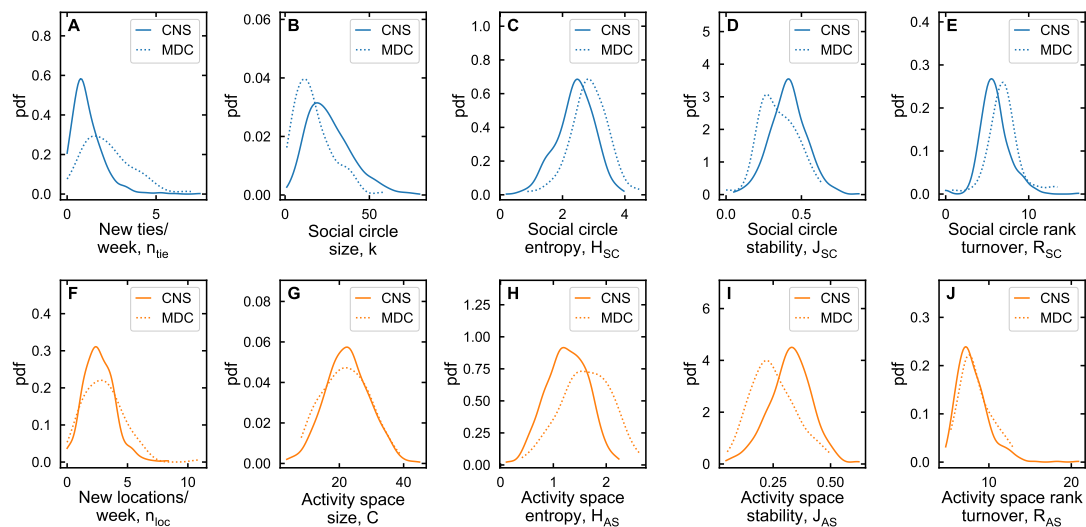 A
CNS
MDC
0.8
0.6
0.4
0.2
0.0
pdf
0
5
New ties/
week, n_tie
B
CNS
MDC
0.06
0.04
0.02
0.00
pdf
0
50
Social circle
size, k
C
CNS
MDC
1.0
0.8
0.6
0.4
0.2
0.0
pdf
0
2
4
Social circle
entropy, H_SC
D
CNS
MDC
5
4
3
2
1
0
pdf
0.0
0.5
Social circle
stability, J_SC
E
CNS
MDC
0.4
0.3
0.2
0.1
0.0
pdf
0
10
Social circle rank
turnover, R_SC
F
CNS
MDC
0.4
0.3
0.2
0.1
0.0
pdf
0
5
10
New locations/
week, n_loc
G
CNS
MDC
0.08
0.06
0.04
0.02
0.00
pdf
20
40
Activity space
size, C
H
CNS
MDC
1.25
1.00
0.75
0.50
0.25
0.00
pdf
0
1
2
Activity space
entropy, H_AS
I
CNS
MDC
6
4
2
0
pdf
0.25
0.50
Activity space
stability, J_AS
J
CNS
MDC
0.3
0.2
0.1
0.0
pdf
10
20
Activity space rank
turnover, R_AS